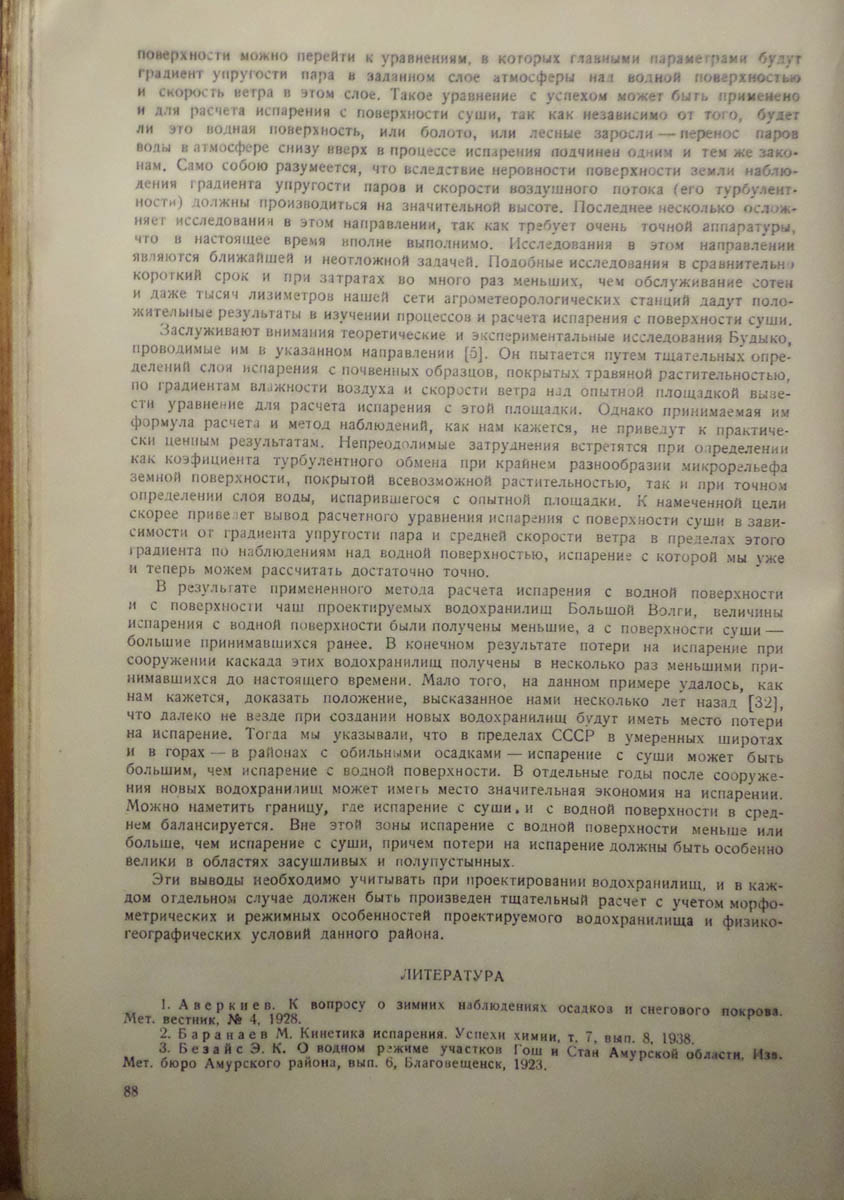 поверхности можно перейти к уравнениям, в которых главными параметрами будут
градиент упругости пара в заданном слое атмосферы над водной поверхностью
и скорость ветра в этом слое. Такое уравнение с успехом может быть применено
и для расчета испарения с поверхности суши, так как независимо от того, будет
ли это водная поверхность, или болото, или лесные заросли — перенос паров
воды в атмосфере снизу вверх в процессе испарения подчинен одним и тем же зако-
нам. Само собою разумеется, что вследствие неровности поверхности земли наблю-
дения градиента упругости паров и скорости воздушного потока (его турбулент-
ности) должны производиться на значительной высоте. Последнее несколько ослож-
няет исследования в этом направлении, так как требует очень точной аппаратуры,
что в настоящее время вполне выполнимо. Исследования в этом направлении
являются ближайшей и неотложной задачей. Подобные исследования в сравнительно
короткий срок и при затратах во много раз меньших, чем обслуживание сотен
и даже тысяч лизиметров нашей сети агрометеорологических станций дадут поло-
жительные результаты в изучении процессов и расчета испарения с поверхности суши.
Заслуживают внимания теоретические и экспериментальные исследования Будыко,
проводимые им в указанном направлении [5]. Он пытается путем тщательных опре-
делений слоя испарения с почвенных образцов, покрытых травяной растительностью,
по градиентам влажности воздуха и скорости ветра над опытной площадкой выве-
сти уравнение для расчета испарения с этой площадки. Однако принимаемая им
формула расчета и метод наблюдений, как нам кажется, не приведут к практиче-
ски ценным результатам. Непреодолимые затруднения встретятся при определении
как коэфициента турбулентного обмена при крайнем разнообразии микрорельефа
земной поверхности, покрытой всевозможной растительностью, так и при точном
определении слоя воды, испарившегося с опытной площадки. К намеченной цели
скорее приведет вывод расчетного уравнения испарения с поверхности суши в зави-
симости от градиента упругости пара и средней скорости ветра в пределах этого
градиента по наблюдениям над водной поверхностью, испарение с которой мы уже
и теперь можем рассчитать достаточно точно.
В результате примененного метода расчета испарения с водной поверхности
и с поверхности чаш проектируемых водохранилищ Большой Волги, величины
испарения с водной поверхности были получены меньшие, а с поверхности суши —
большие принимавшихся ранее. В конечном результате потери на испарение при
сооружении каскада этих водохранилищ получены в несколько раз меньшими при-
нимавшихся до настоящего времени. Мало того, на данном примере удалось, как
нам кажется, доказать положение, высказанное нами несколько лет назад [32],
что далеко не везде при создании новых водохранилищ будут иметь место потери
на испарение. Тогда мы указывали, что в пределах СССР в умеренных широтах
и в горах — в районах с обильными осадками — испарение с суши может быть
большим, чем испарение с водной поверхности. В отдельные годы после сооруже-
ния новых водохранилищ может иметь место значительная экономия на испарении.
Можно наметить границу, где испарение с суши и с водной поверхности в сред-
нем балансируется. Вне этой зоны испарение с водной поверхности меньше или
больше, чем испарение с суши, причем потери на испарение должны быть особенно
велики в областях засушливых и полупустынных.
Эти выводы необходимо учитывать при проектировании водохранилищ, и в каж-
дом отдельном случае должен быть произведен тщательный расчет с учетом морфо-
метрических и режимных особенностей проектируемого водохранилища и физико-
географических условий данного района.
ЛИТЕРАТУРА
1. Аверкиев. К вопросу о зимних наблюдениях осадков и снегового покрова.
Мет. вестник, № 4, 1928.
2. Баранаев М. Кинетика испарения. Успехи химии, т. 7, вып. 8, 1938.
3. Безайс Э. К. О водном режиме участков Гош и Стан Амурской области. Изв.
Мет. бюро Амурского района, вып. 6, Благовещенск, 1923.
88